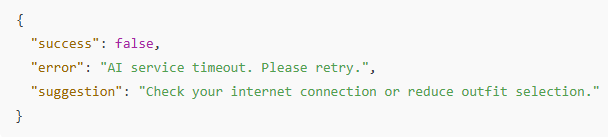 {
"success": false,
"error": "AI service timeout. Please retry.",
"suggestion": "Check your internet connection or reduce outfit selection."
}